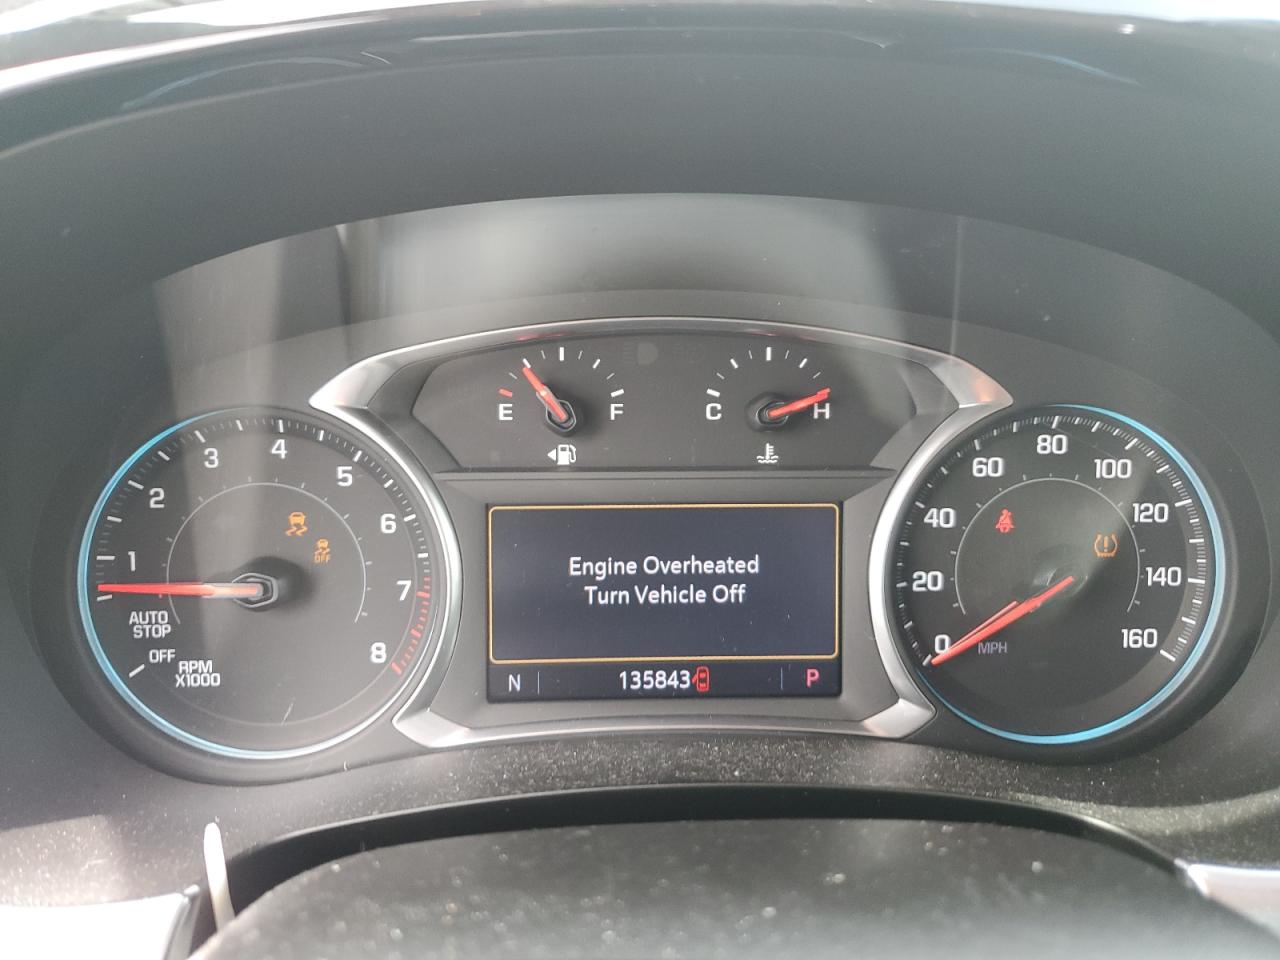 E F
C H
1
2
3
4
5
6
7
8
AUTO
STOP
OFF
RPM
X1000
OFF
Engine Overheated
Turn Vehicle Off
N 135843 P
0
20
40
60
80
100
120
140
160
MPH